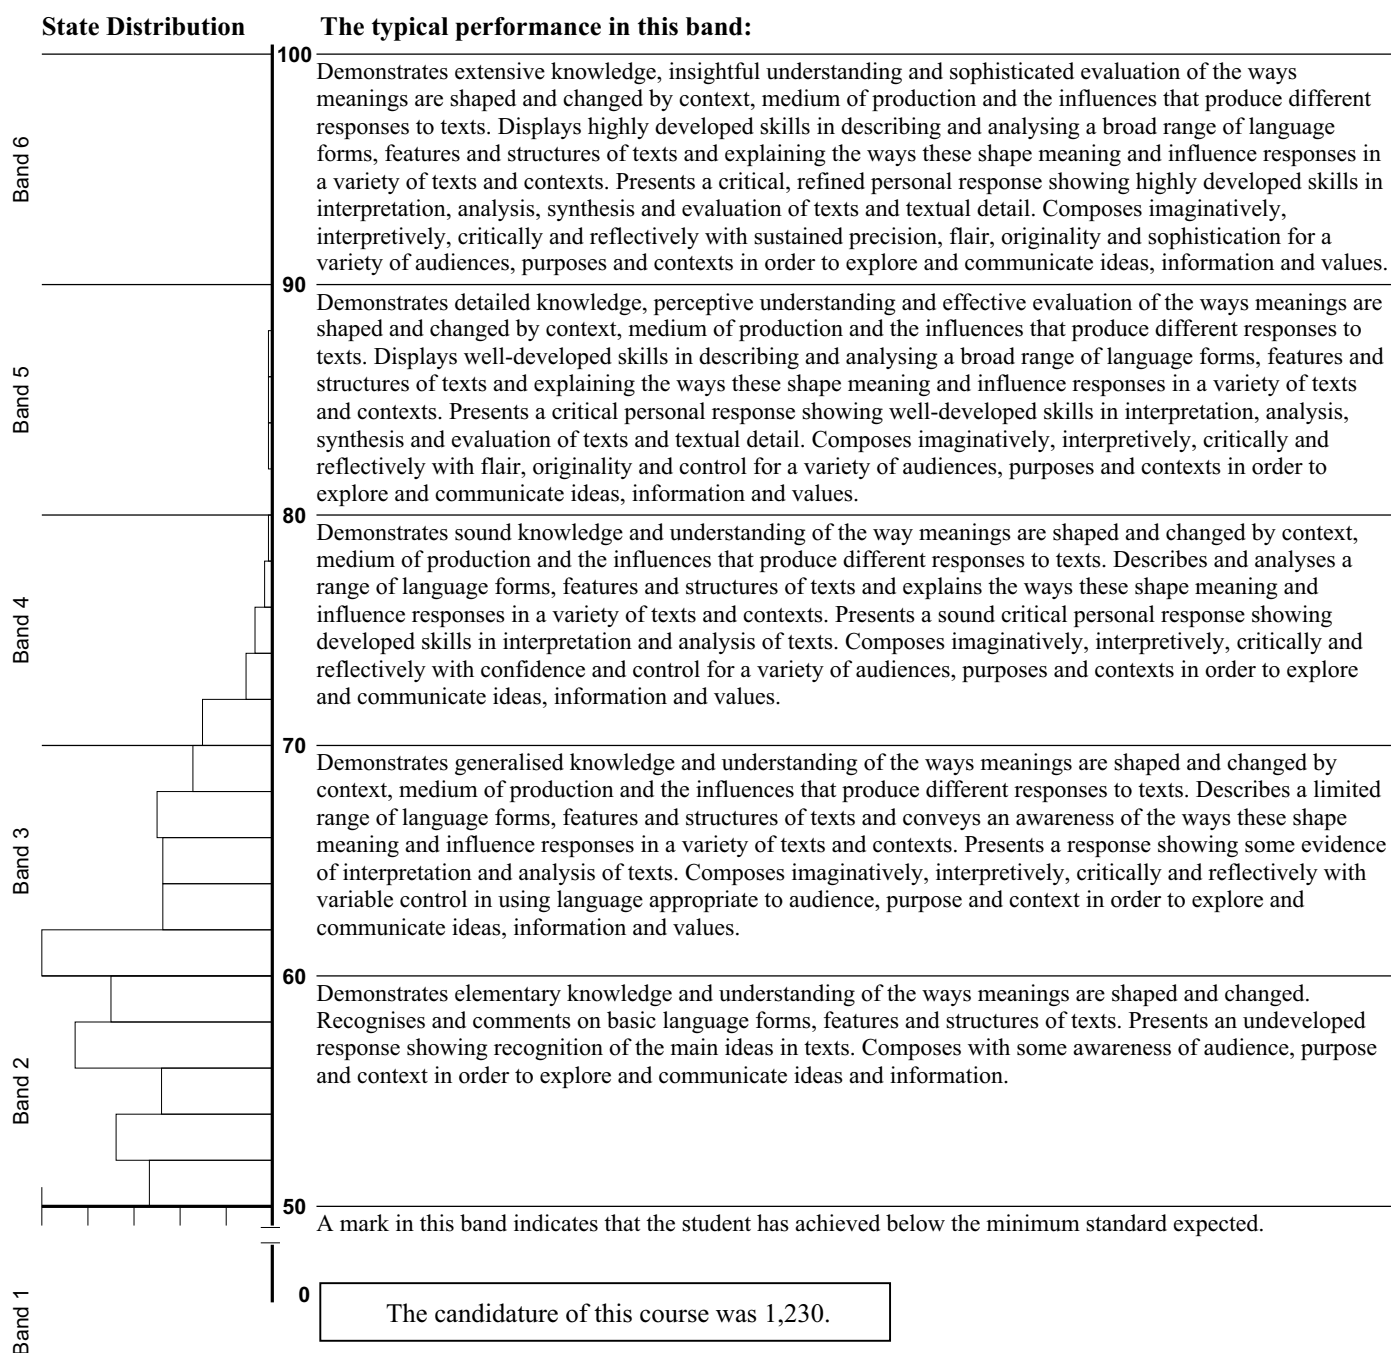 State Distribution
The typical performance in this band:
100
Band 6
Demonstrates extensive knowledge, insightful understanding and sophisticated evaluation of the ways
meanings are shaped and changed by context, medium of production and the influences that produce different
responses to texts. Displays highly developed skills in describing and analysing a broad range of language
forms, features and structures of texts and explaining the ways these shape meaning and influence responses in
a variety of texts and contexts. Presents a critical, refined personal response showing highly developed skills in
interpretation, analysis, synthesis and evaluation of texts and textual detail. Composes imaginatively,
interpretively, critically and reflectively with sustained precision, flair, originality and sophistication for a
variety of audiences, purposes and contexts in order to explore and communicate ideas, information and values.
90
Band 5
Demonstrates detailed knowledge, perceptive understanding and effective evaluation of the ways meanings are
shaped and changed by context, medium of production and the influences that produce different responses to
texts. Displays well-developed skills in describing and analysing a broad range of language forms, features and
structures of texts and explaining the ways these shape meaning and influence responses in a variety of texts
and contexts. Presents a critical personal response showing well-developed skills in interpretation, analysis,
synthesis and evaluation of texts and textual detail. Composes imaginatively, interpretively, critically and
reflectively with flair, originality and control for a variety of audiences, purposes and contexts in order to
explore and communicate ideas, information and values.
80
Band 4
Demonstrates sound knowledge and understanding of the way meanings are shaped and changed by context,
medium of production and the influences that produce different responses to texts. Describes and analyses a
range of language forms, features and structures of texts and explains the ways these shape meaning and
influence responses in a variety of texts and contexts. Presents a sound critical personal response showing
developed skills in interpretation and analysis of texts. Composes imaginatively, interpretively, critically and
reflectively with confidence and control for a variety of audiences, purposes and contexts in order to explore
and communicate ideas, information and values.
70
Band 3
Demonstrates generalised knowledge and understanding of the ways meanings are shaped and changed by
context, medium of production and the influences that produce different responses to texts. Describes a limited
range of language forms, features and structures of texts and conveys an awareness of the ways these shape
meaning and influence responses in a variety of texts and contexts. Presents a response showing some evidence
of interpretation and analysis of texts. Composes imaginatively, interpretively, critically and reflectively with
variable control in using language appropriate to audience, purpose and context in order to explore and
communicate ideas, information and values.
60
Band 2
Demonstrates elementary knowledge and understanding of the ways meanings are shaped and changed.
Recognises and comments on basic language forms, features and structures of texts. Presents an undeveloped
response showing recognition of the main ideas in texts. Composes with some awareness of audience, purpose
and context in order to explore and communicate ideas and information.
50
A mark in this band indicates that the student has achieved below the minimum standard expected.
Band 1
0
The candidature of this course was 1,230.